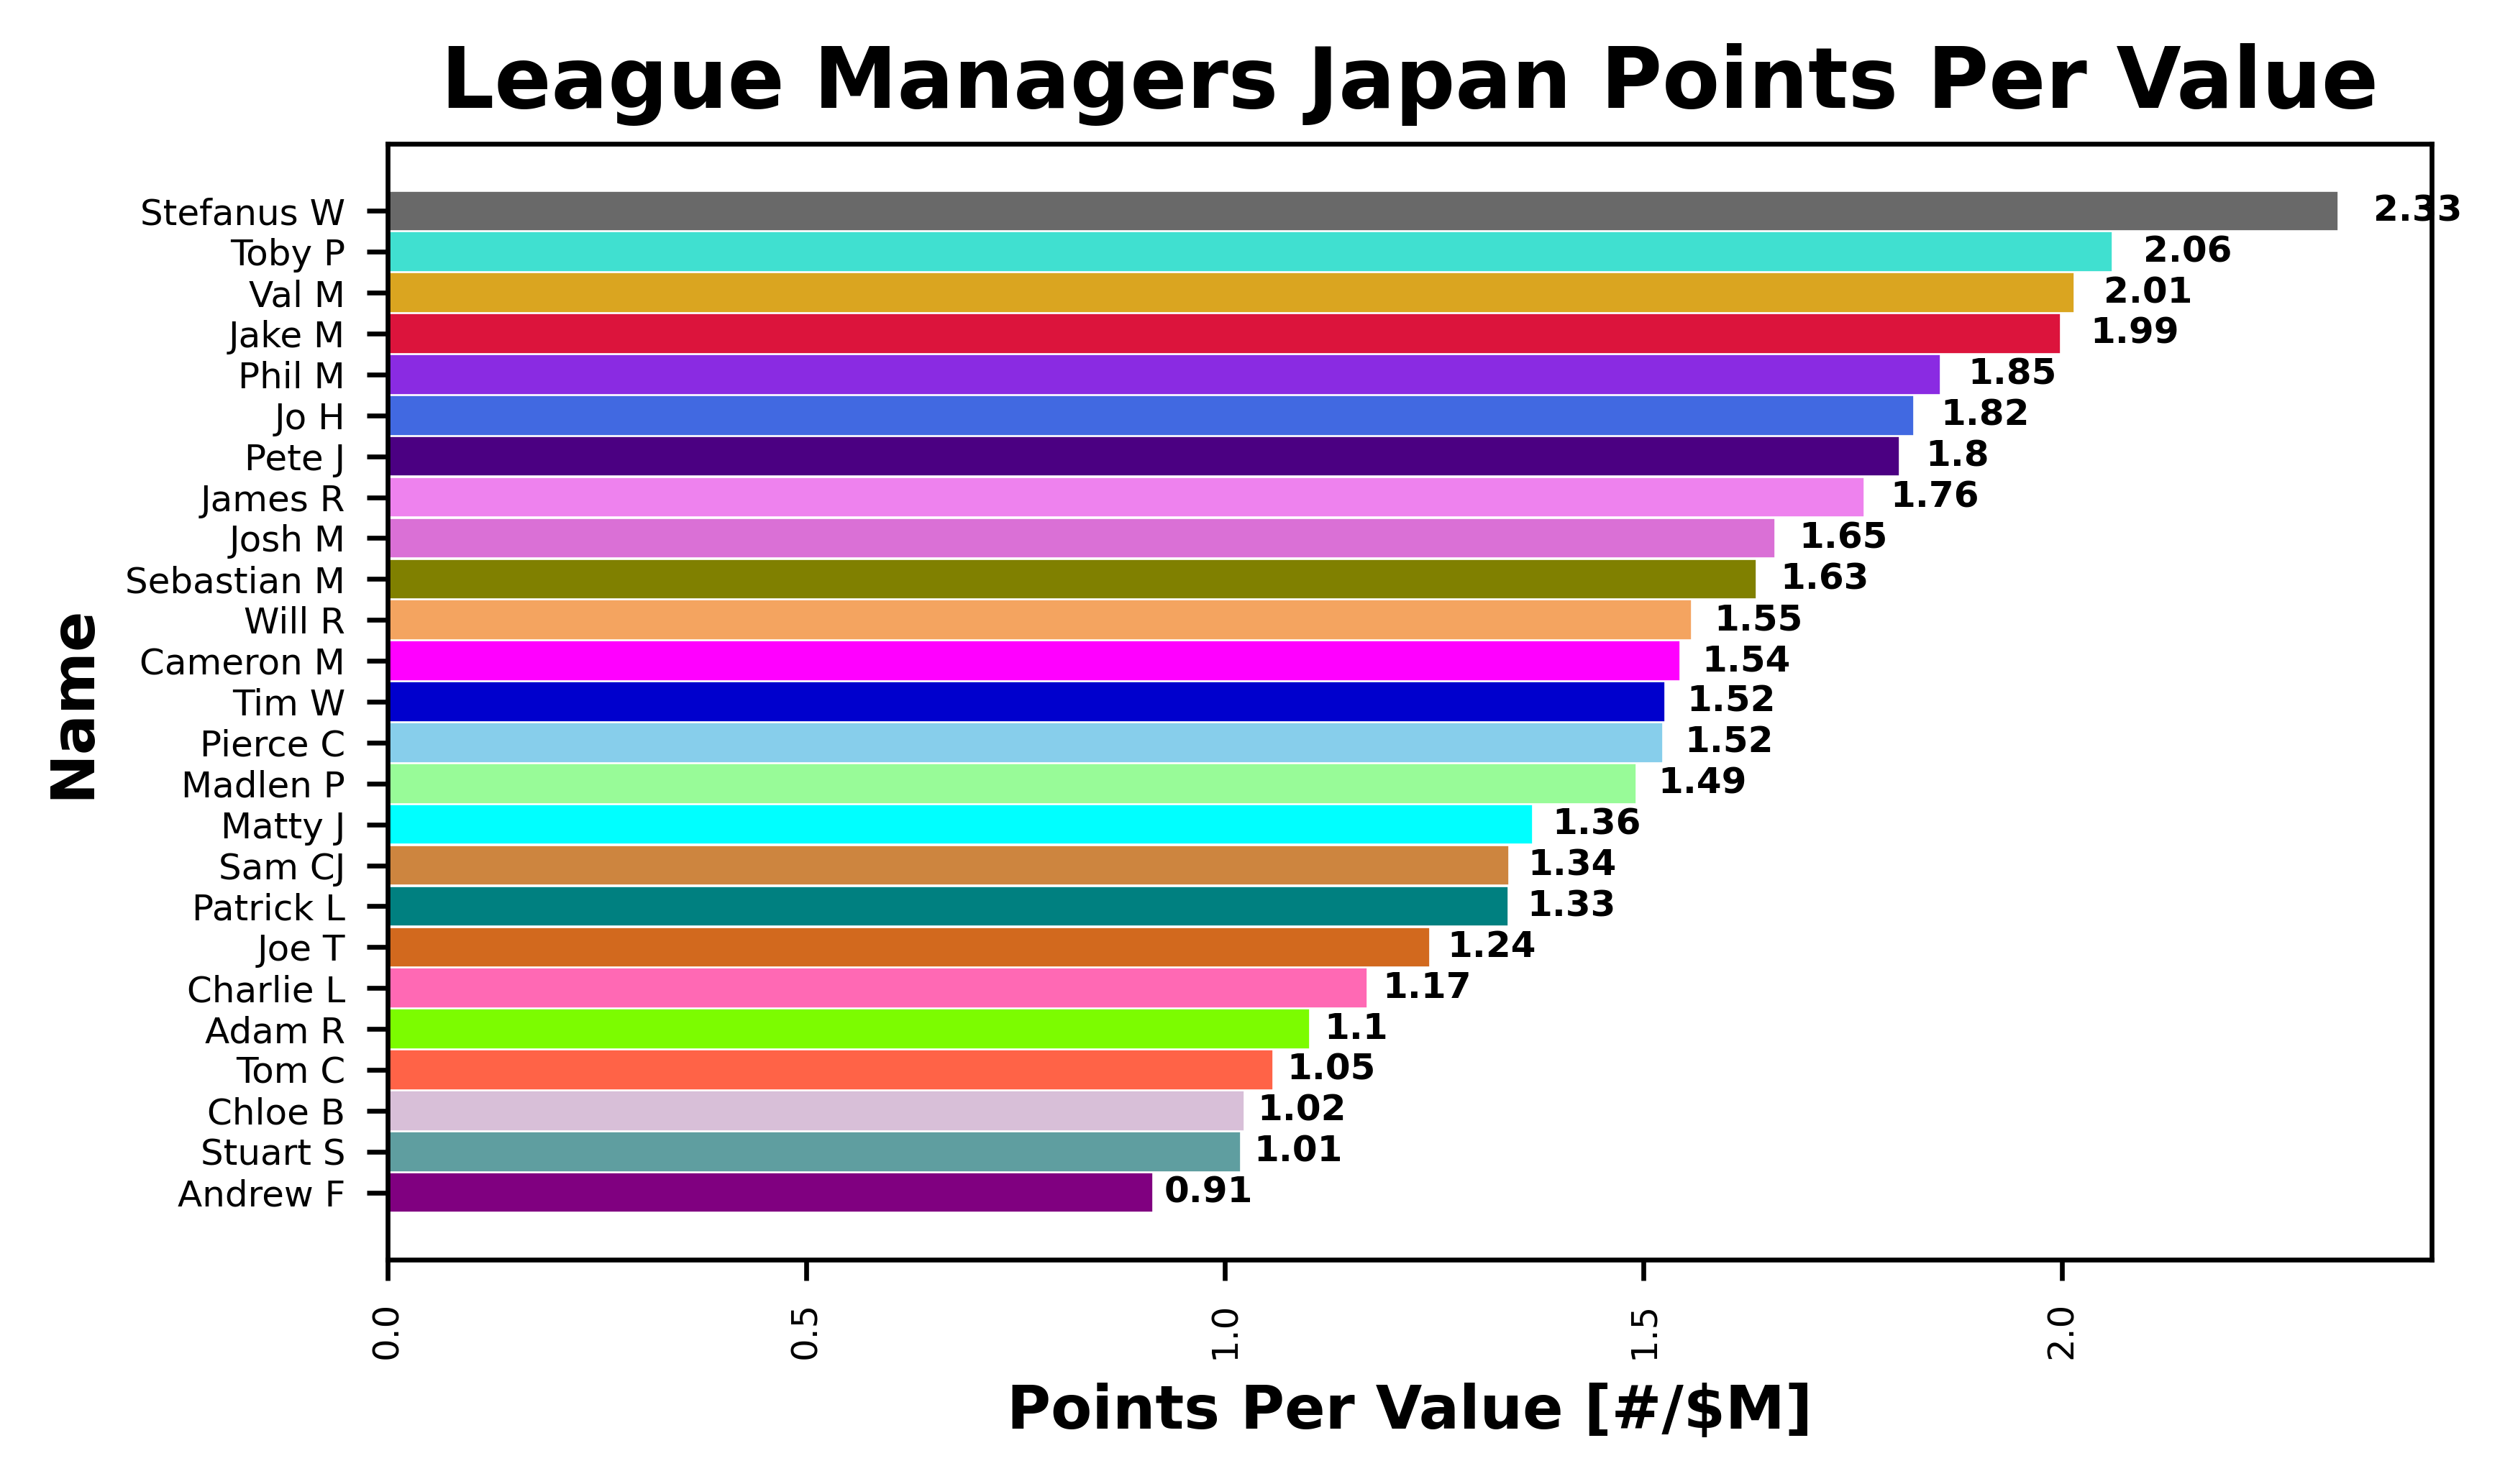 League Managers Japan Points Per Value
Name
Stefanus W 2.33
Toby P 2.06
Val M 2.01
Jake M 1.99
Phil M 1.85
Jo H 1.82
Pete J 1.8
James R 1.76
Josh M 1.65
Sebastian M 1.63
Will R 1.55
Cameron M 1.54
Tim W 1.52
Pierce C 1.52
Madlen P 1.49
Matty J 1.36
Sam CJ 1.34
Patrick L 1.33
Joe T 1.24
Charlie L 1.17
Adam R 1.1
Tom C 1.05
Chloe B 1.02
Stuart S 1.01
Andrew F 0.91
0.0 0.5 1.0 1.5 2.0
Points Per Value [#/$M]